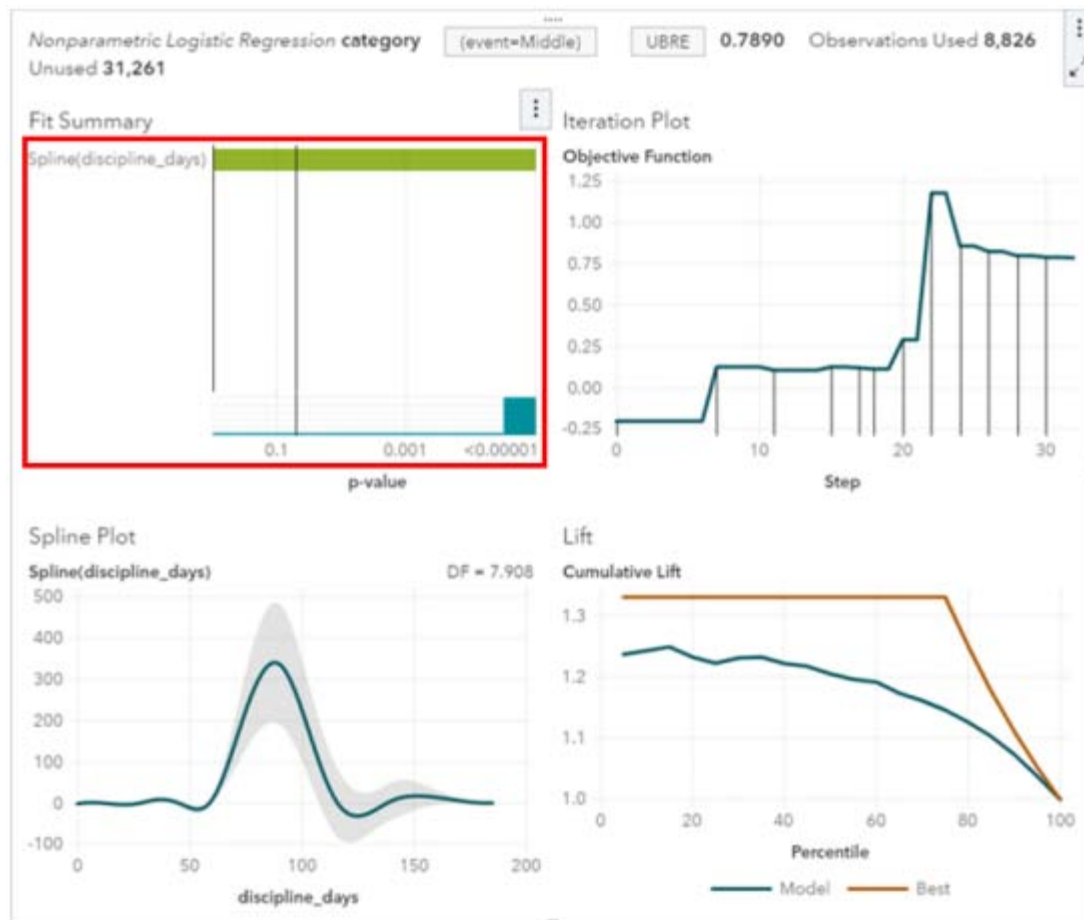 Nonparametric Logistic Regression category (event=Middle) UBRE 0.7890 Observations Used 8,826
Unused 31,261
Fit Summary
Spline(discipline_days)
0.1 0.001 <0.00001
p-value
Iteration Plot
Objective Function
1.25
1.00
0.75
0.50
0.25
0.00
-0.25
0 10 20 30
Step
Spline Plot
Spline(discipline_days) DF = 7.908
500
400
300
200
100
0
-100
0 50 100 150 200
discipline_days
Lift
Cumulative Lift
1.3
1.2
1.1
1.0
0 20 40 60 80 100
Percentile
Model Best